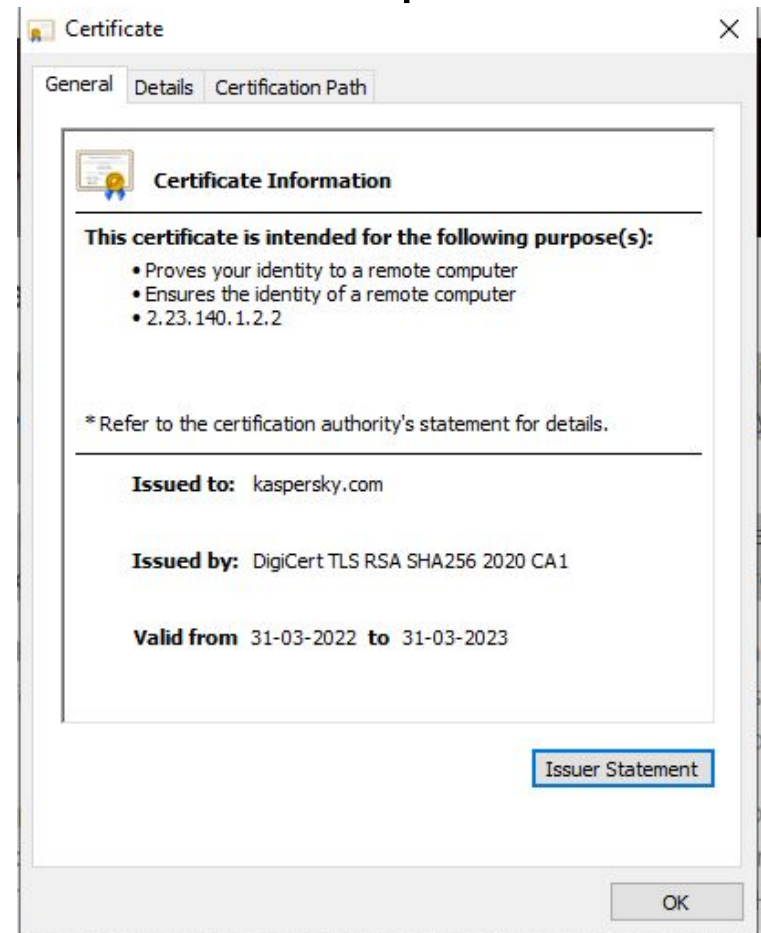 Certificate
General Details Certification Path
Certificate Information
This certificate is intended for the following purpose(s):
• Proves your identity to a remote computer
• Ensures the identity of a remote computer
• 2.23.140.1.2.2
* Refer to the certification authority's statement for details.
Issued to: kaspersky.com
Issued by: DigiCert TLS RSA SHA256 2020 CA1
Valid from 31-03-2022 to 31-03-2023
Issuer Statement
OK